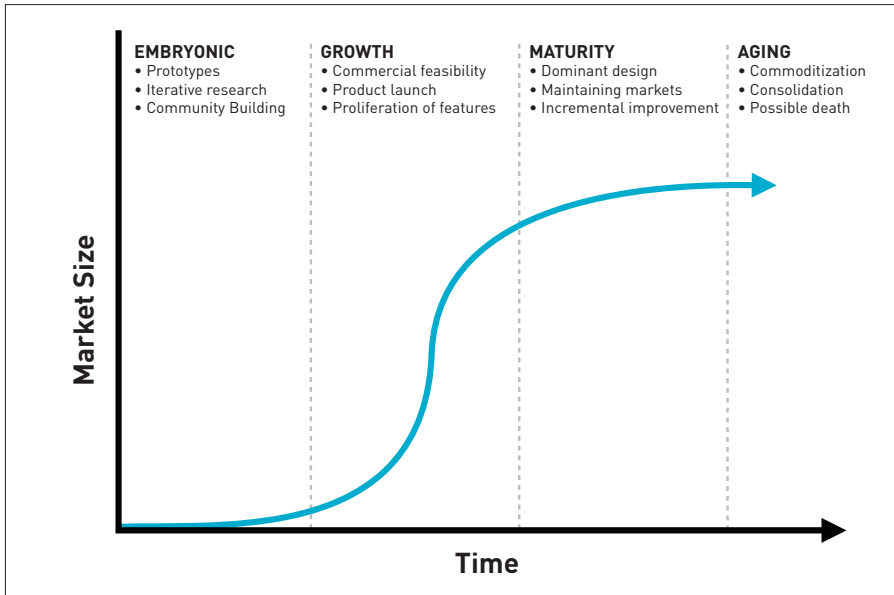 EMBRYONIC
• Prototypes
• Iterative research
• Community Building
GROWTH
• Commercial feasibility
• Product launch
• Proliferation of features
MATURITY
• Dominant design
• Maintaining markets
• Incremental improvement
AGING
• Commoditization
• Consolidation
• Possible death
Market Size
Time